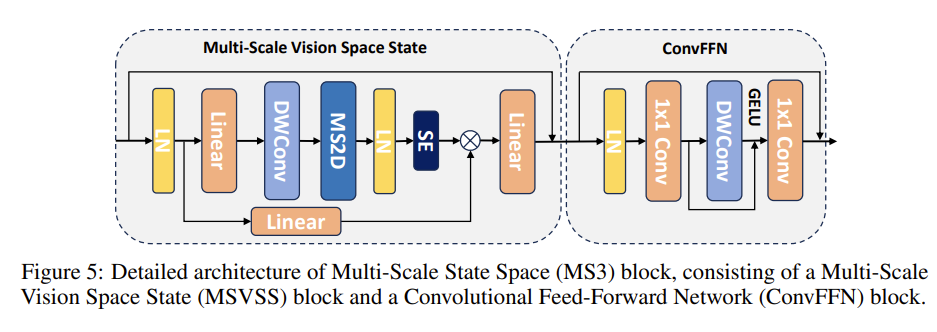 Multi-Scale Vision Space State
ConvFFN
LN
Linear
DWConv
MS2D
LN
SE
Linear
Linear
LN
1x1 Conv
DWConv
GELU
1x1 Conv
Figure 5: Detailed architecture of Multi-Scale State Space (MS3) block, consisting of a Multi-Scale
Vision Space State (MSVSS) block and a Convolutional Feed-Forward Network (ConvFFN) block.